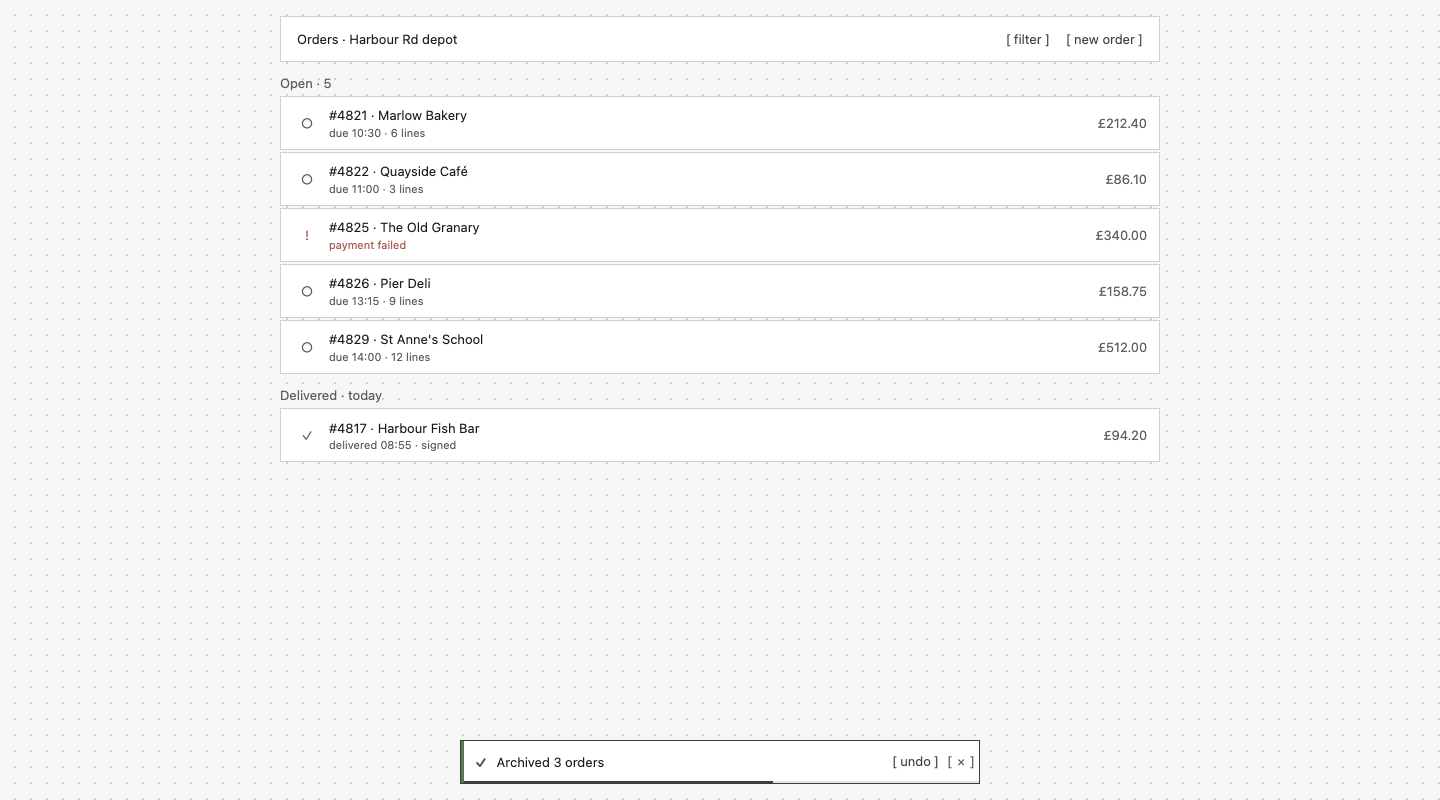 Orders · Harbour Rd depot
[ filter ] [ new order ]
Open · 5
#4821 · Marlow Bakery
due 10:30 · 6 lines
£212.40
#4822 · Quayside Café
due 11:00 · 3 lines
£86.10
! #4825 · The Old Granary
payment failed
£340.00
#4826 · Pier Deli
due 13:15 · 9 lines
£158.75
#4829 · St Anne's School
due 14:00 · 12 lines
£512.00
Delivered · today
✓ #4817 · Harbour Fish Bar
delivered 08:55 · signed
£94.20
✓ Archived 3 orders [ undo ] [ × ]